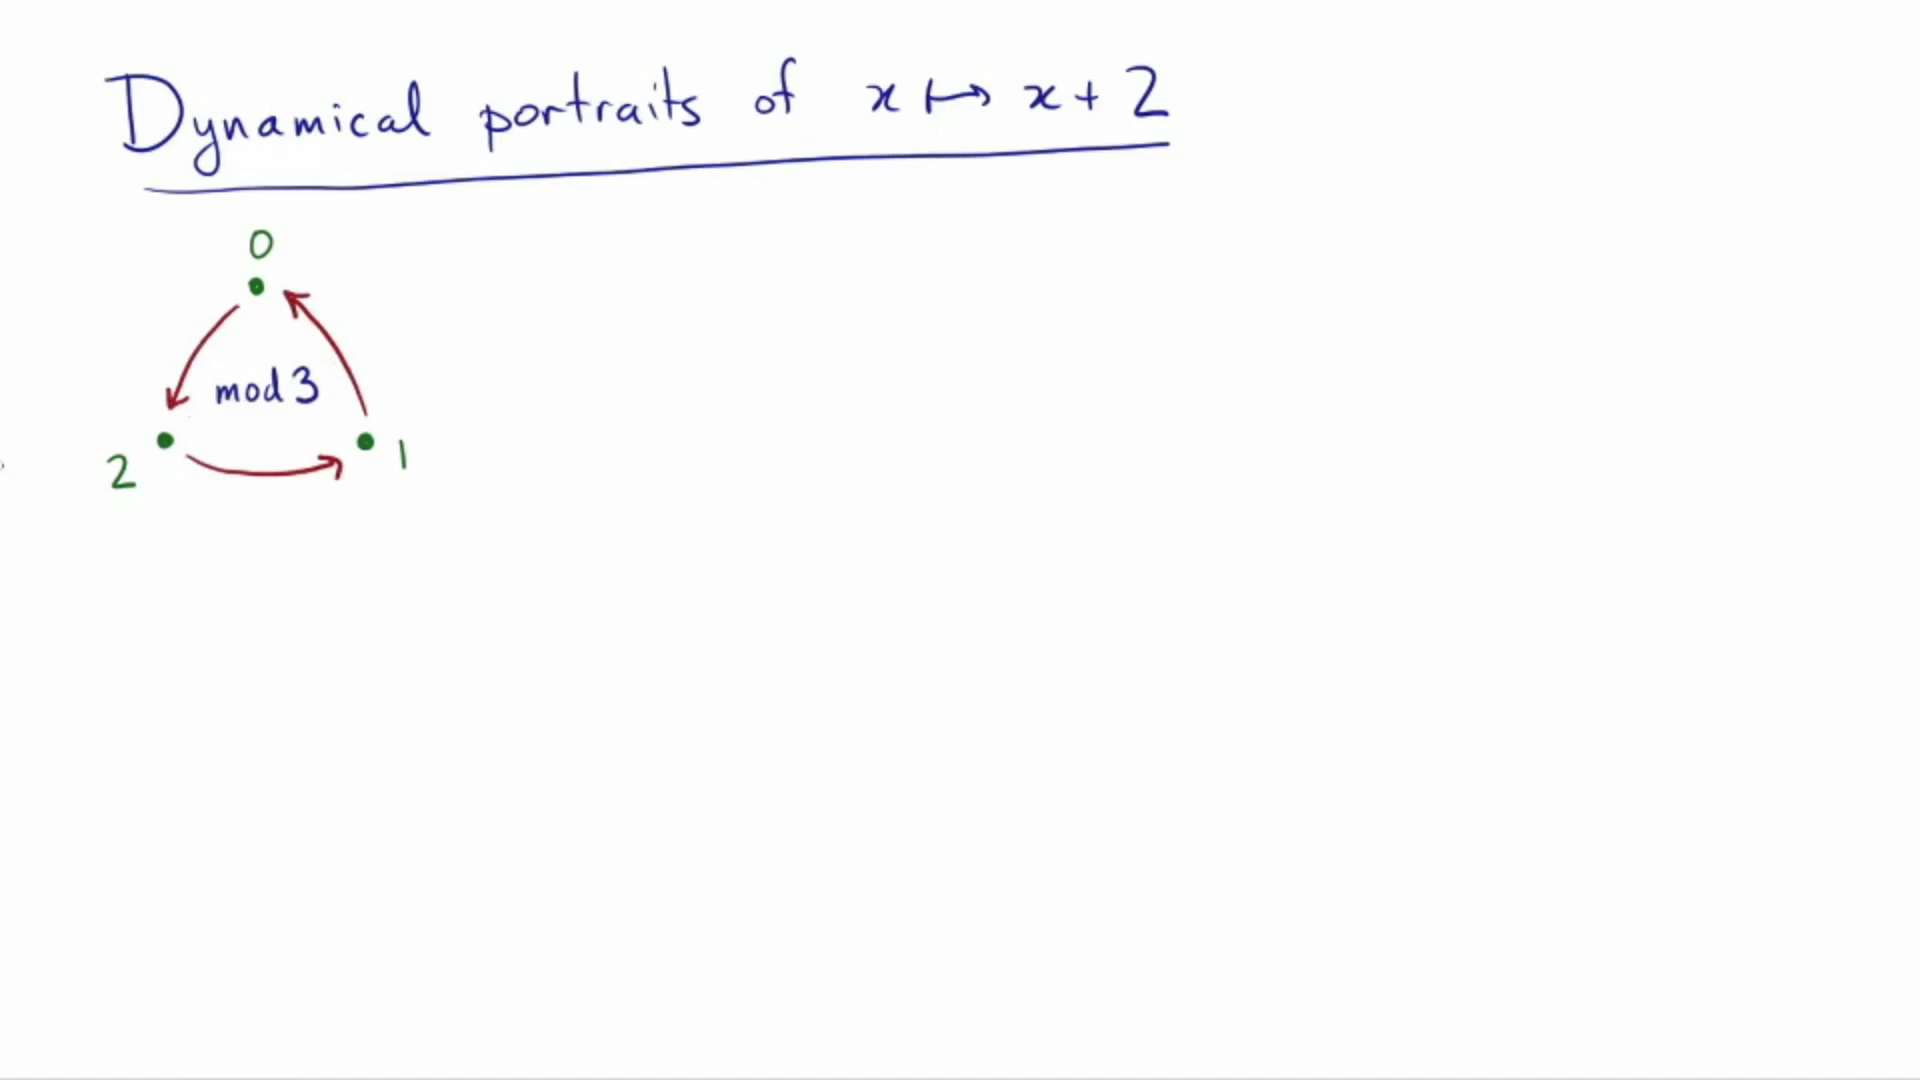 Dynamical portraits of x ↦ x + 2
0
mod 3
2 1